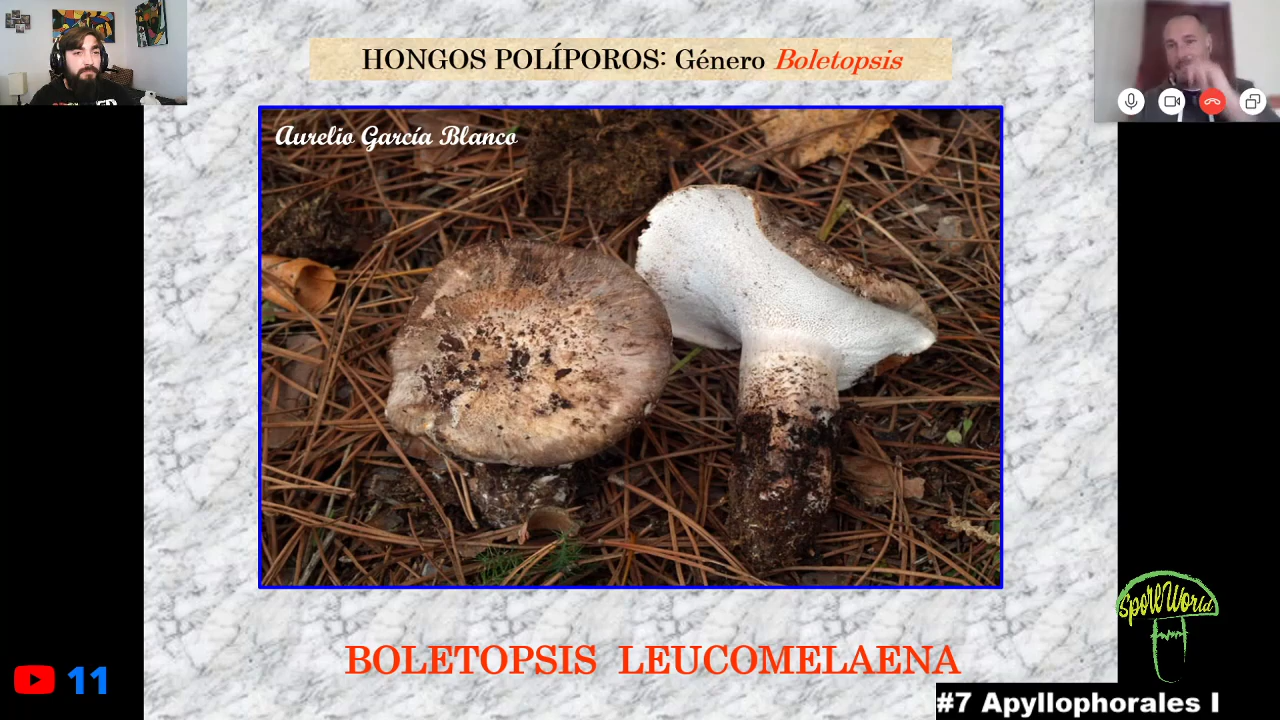 HONGOS POLÍPOROS: Género Boletopsis
Aurelio García Blanco
BOLETOPSIS LEUCOMELAENA
SporeWorld
11
#7 Apyllophorales I